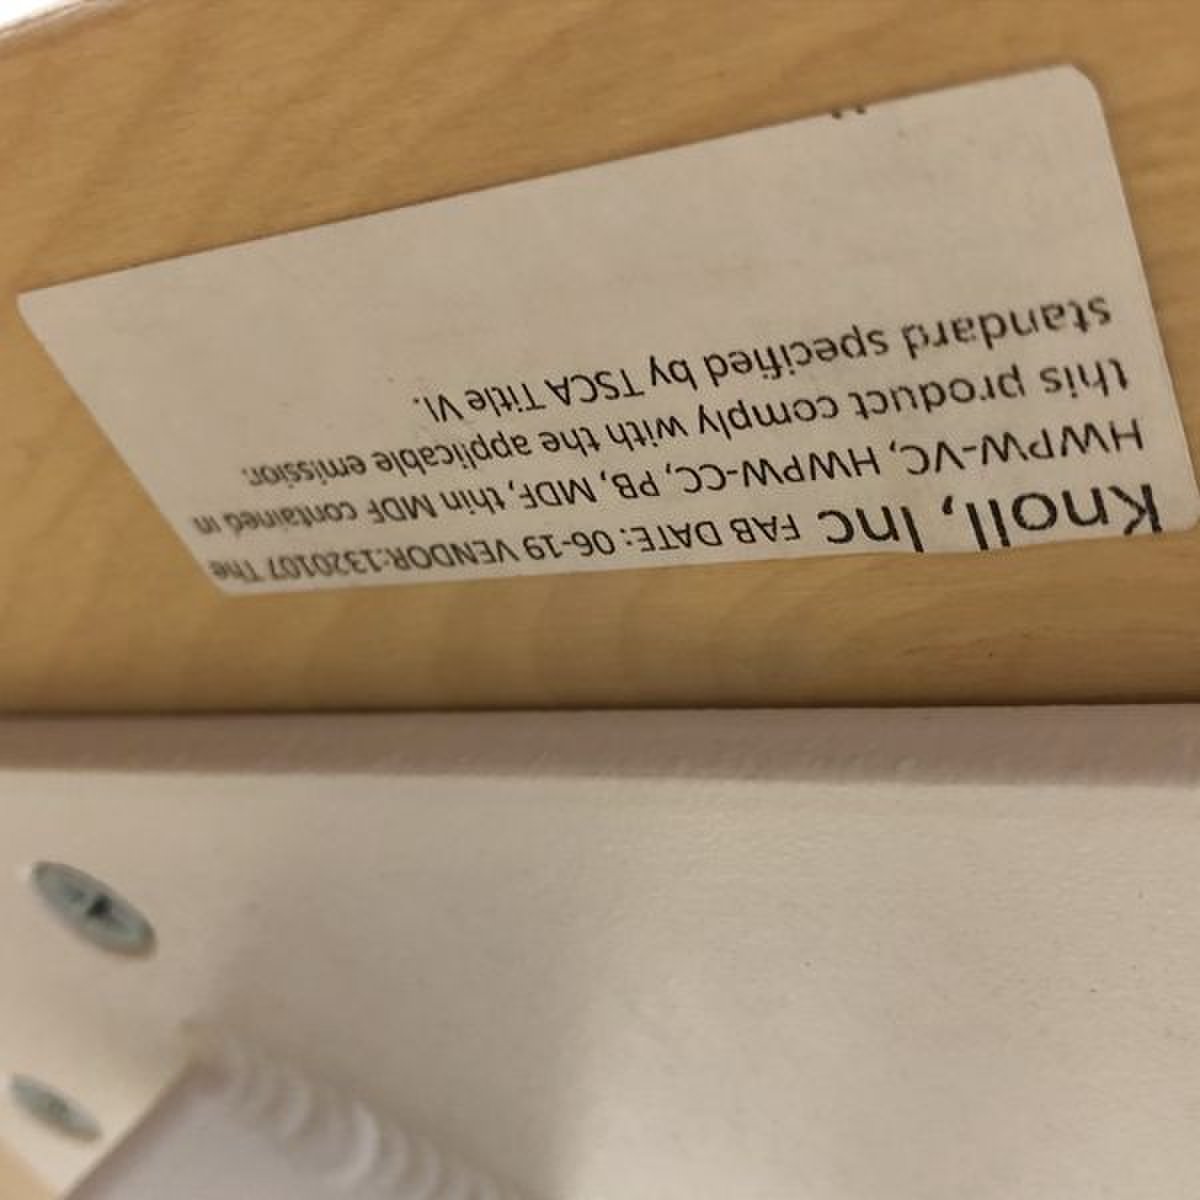 Knoll, Inc FAB DATE: 06-19 VENDOR:1320107 The
HWPW-VC, HWPW-CC, PB, MDF, thin MDF contained in
this product comply with the applicable emission.
standard specified by TSCA Title VI.